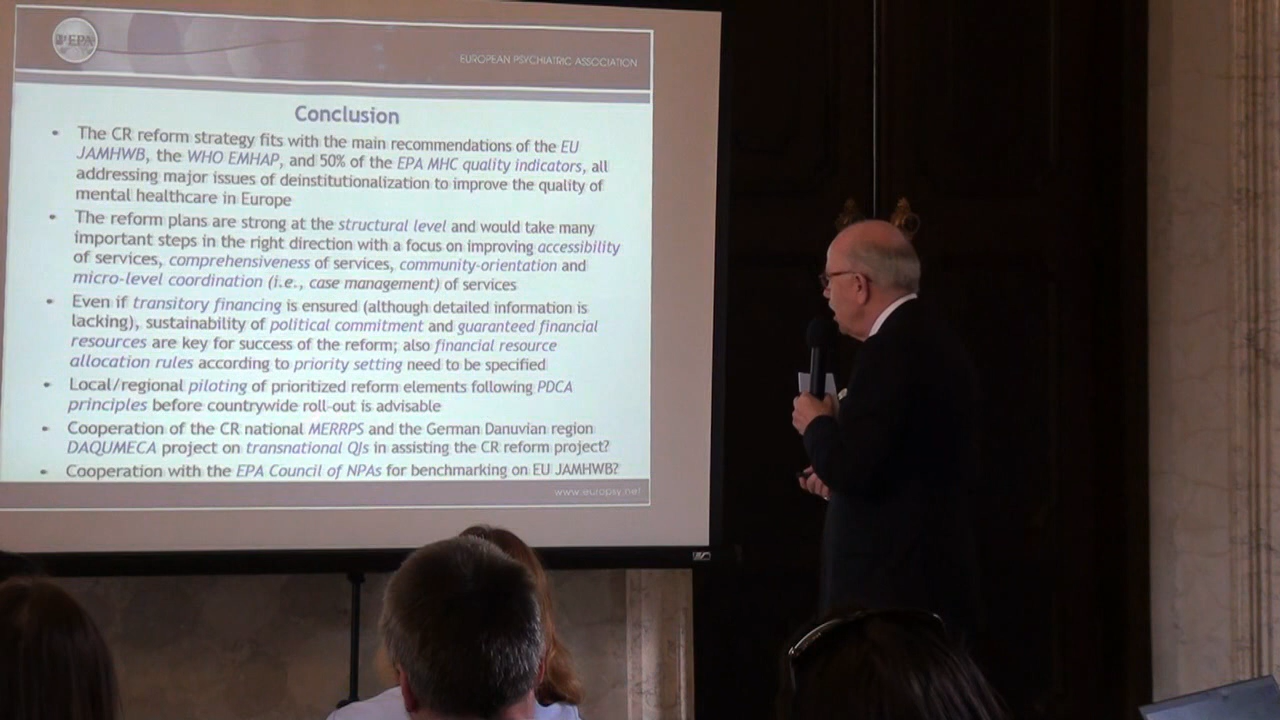 EPA
EUROPEAN PSYCHIATRIC ASSOCIATION
Conclusion
• The CR reform strategy fits with the main recommendations of the EU
JAMHWB, the WHO EMHAP, and 50% of the EPA MHC quality indicators, all
addressing major issues of deinstitutionalization to improve the quality of
mental healthcare in Europe
• The reform plans are strong at the structural level and would take many
important steps in the right direction with a focus on improving accessibility
of services, comprehensiveness of services, community-orientation and
micro-level coordination (i.e., case management) of services
• Even if transitory financing is ensured (although detailed information is
lacking), sustainability of political commitment and guaranteed financial
resources are key for success of the reform; also financial resource
allocation rules according to priority setting need to be specified
• Local/regional piloting of prioritized reform elements following PDCA
principles before countrywide roll-out is advisable
• Cooperation of the CR national MERRPS and the German Danuvian region
DAQUMECA project on transnational QIs in assisting the CR reform project?
• Cooperation with the EPA Council of NPAs for benchmarking on EU JAMHWB?
www.europsy.net